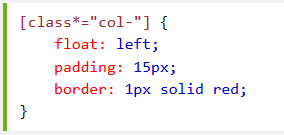 [class*="col-"] {
    float: left;
    padding: 15px;
    border: 1px solid red;
}